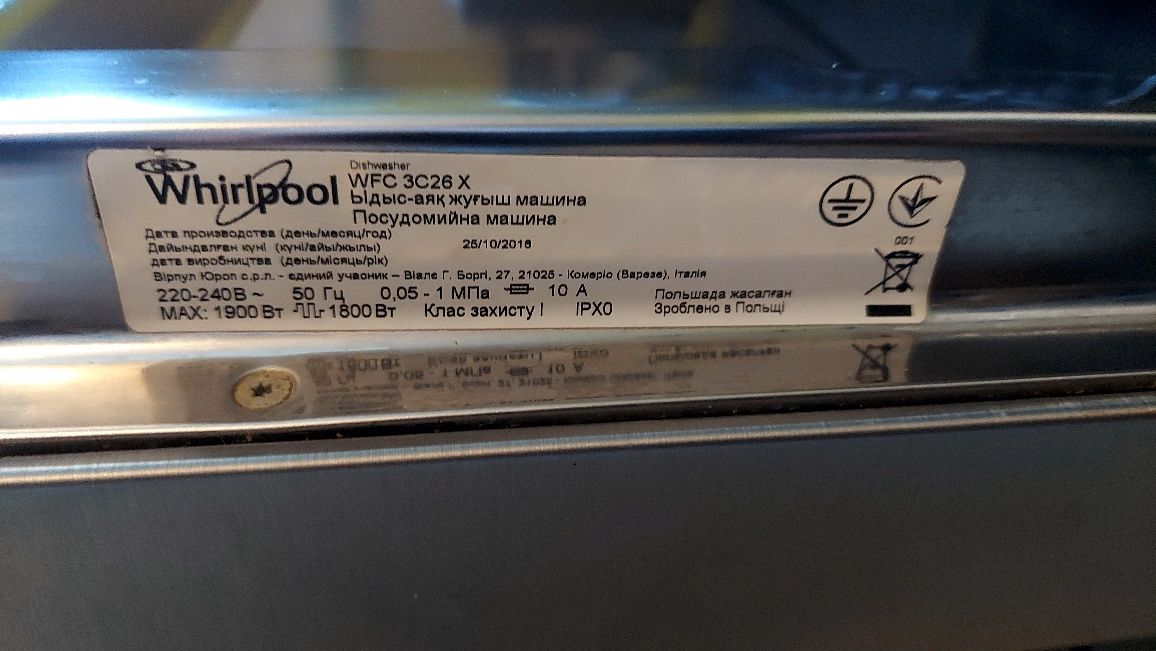 Whirlpool
Dishwasher
WFC 3C26 X
Ыдыс-аяқ жуғыш машина
Посудомийна машина
Дата производства (день/месяц/год)
Дайындалған күні (күні/айы/жылы)
дата виробництва (день/місяць/рік)
25/10/2016
Вірпул Юроп с.р.л. - єдиний учасник – Віалє Г. Боргі, 27, 21025 - Комеріо (Варезе), Італія
220-240В ~ 50 Гц 0,05 - 1 МПа 10 А
MAX: 1900 Вт 1800 Вт Клас захисту I IPX0
Польшада жасалған
Зроблено в Польщі
001